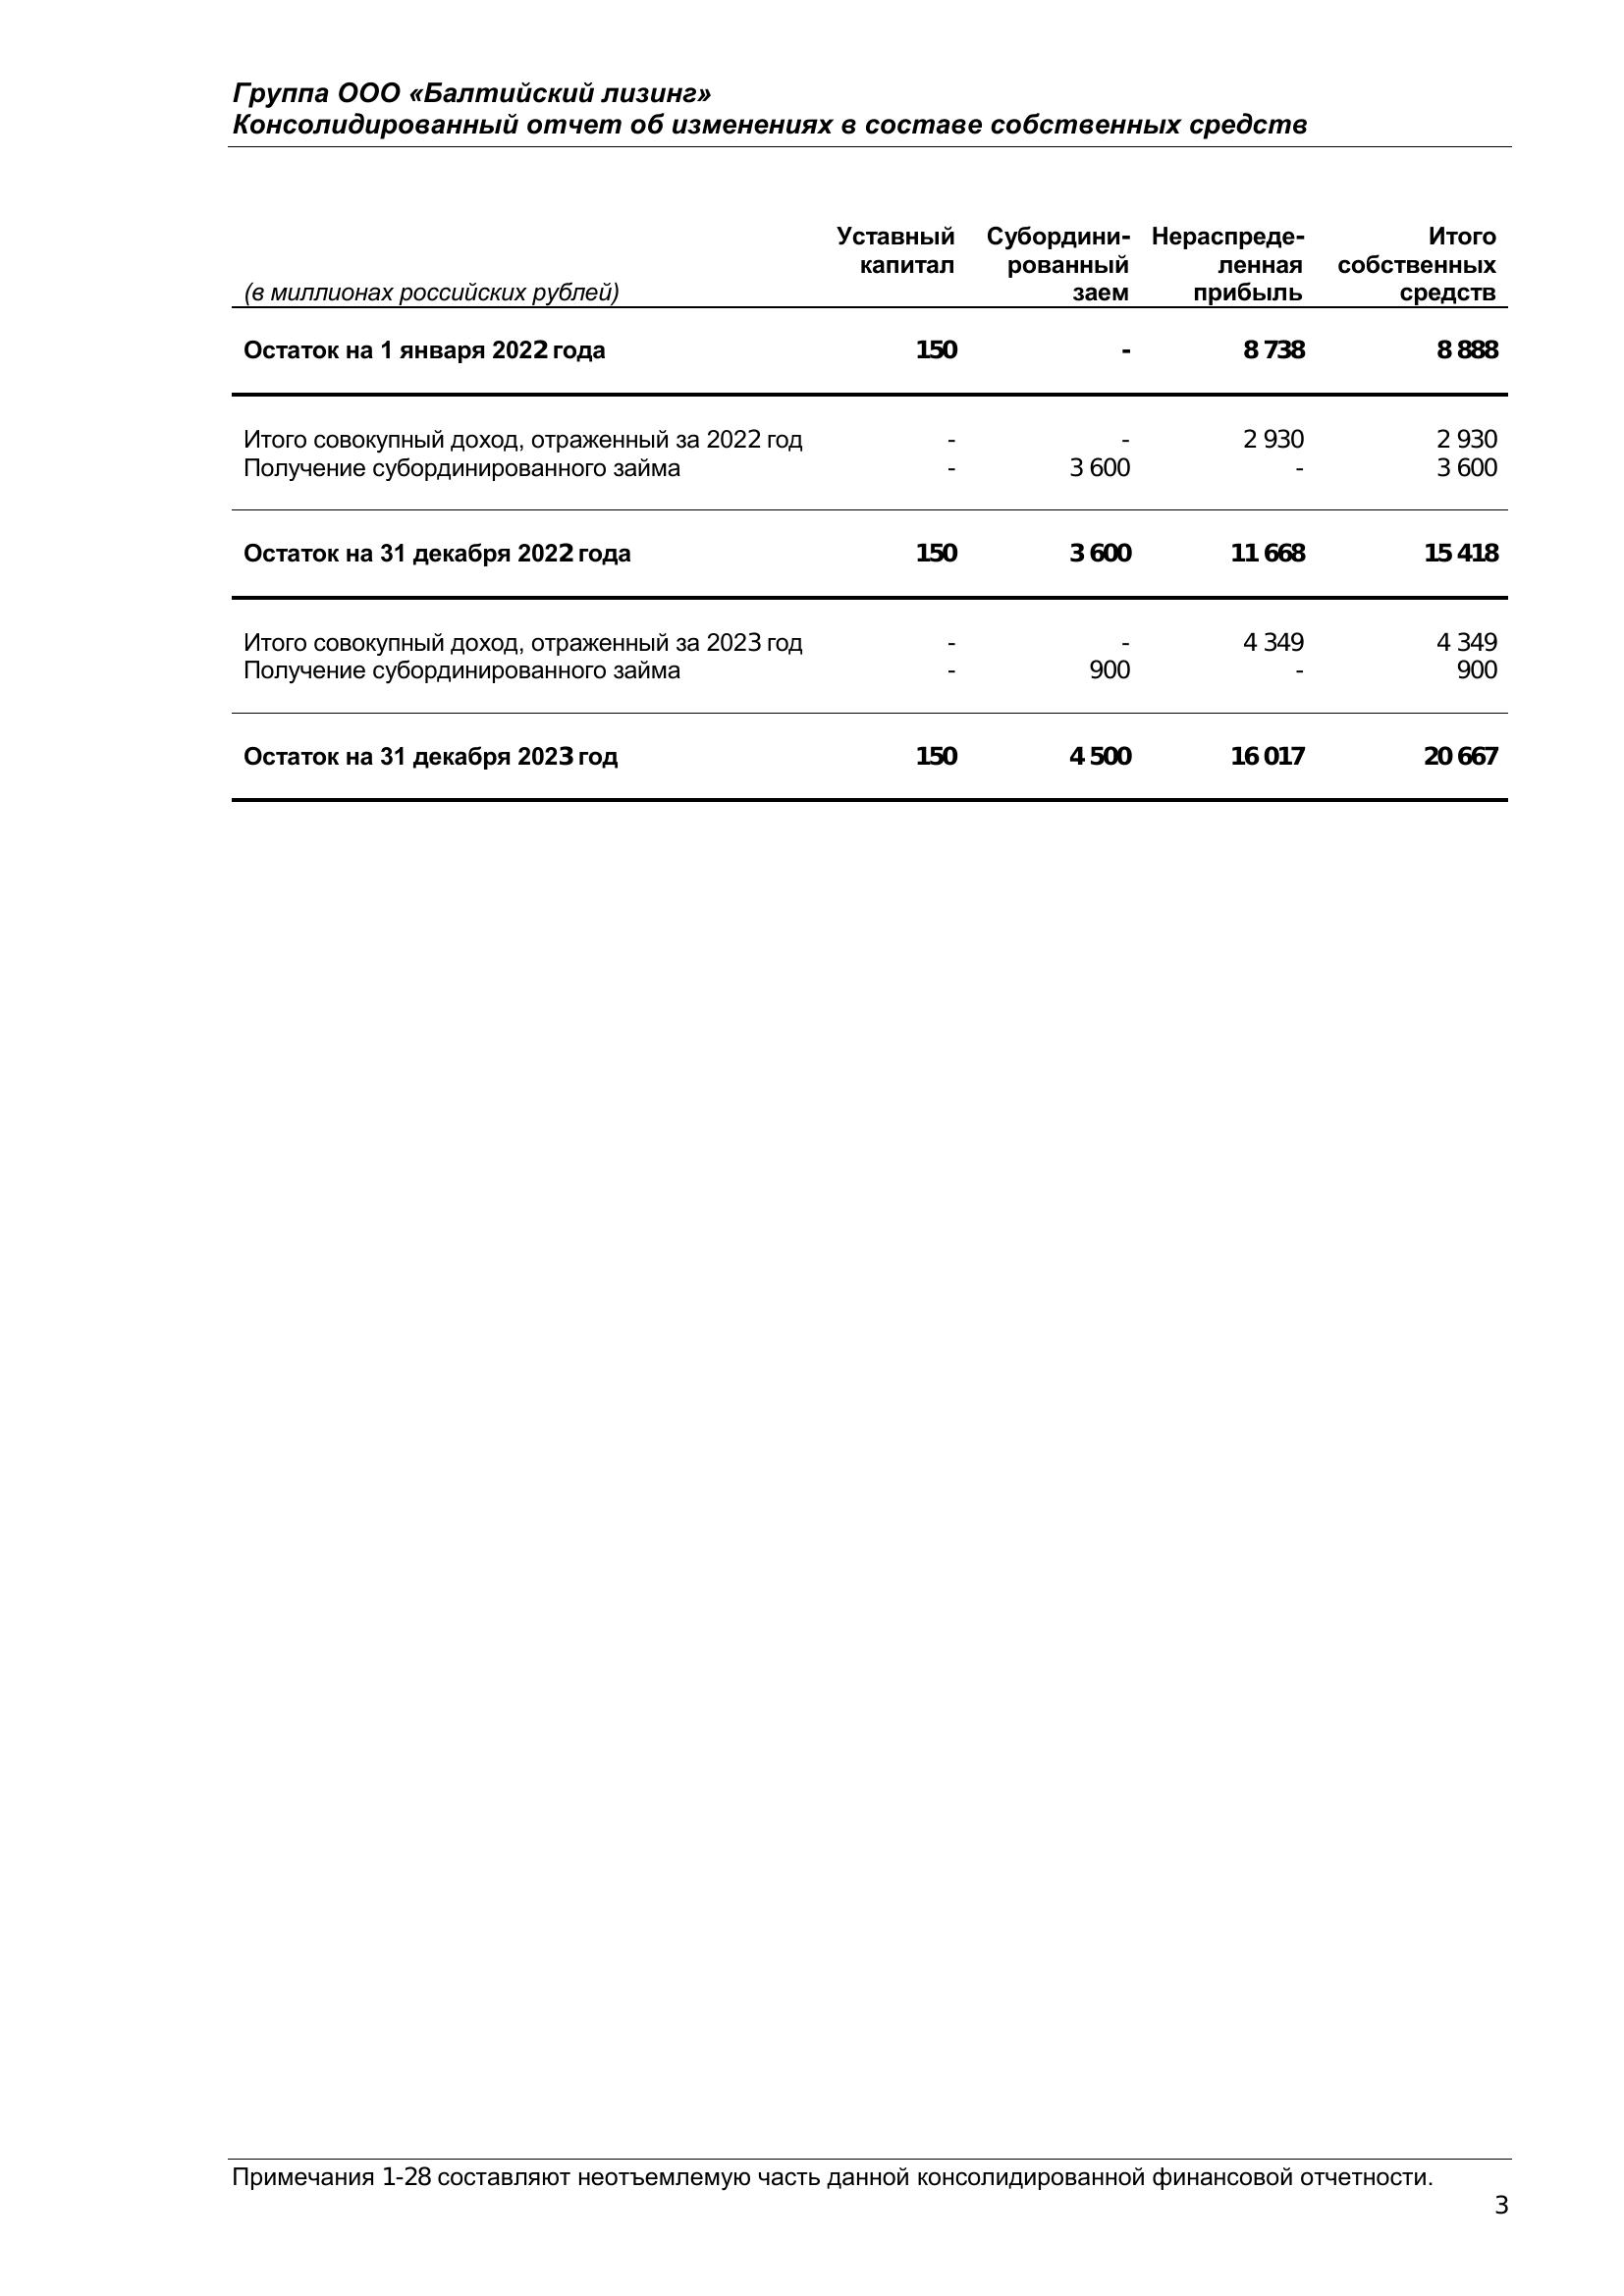 Группа ООО «Балтийский лизинг»
Консолидированный отчет об изменениях в составе собственных средств
Уставный Субордини- Нераспреде- Итого
капитал рованный ленная собственных
(в миллионах российских рублей) заем прибыль средств
Остаток на 1 января 2022 года 150 - 8 738 8 888
Итого совокупный доход, отраженный за 2022 год - - 2 930 2 930
Получение субординированного займа - 3 600 - 3 600
Остаток на 31 декабря 2022 года 150 3 600 11 668 15 418
Итого совокупный доход, отраженный за 2023 год - - 4 349 4 349
Получение субординированного займа - 900 - 900
Остаток на 31 декабря 2023 год 150 4 500 16 017 20 667
Примечания 1-28 составляют неотъемлемую часть данной консолидированной финансовой отчетности.
3